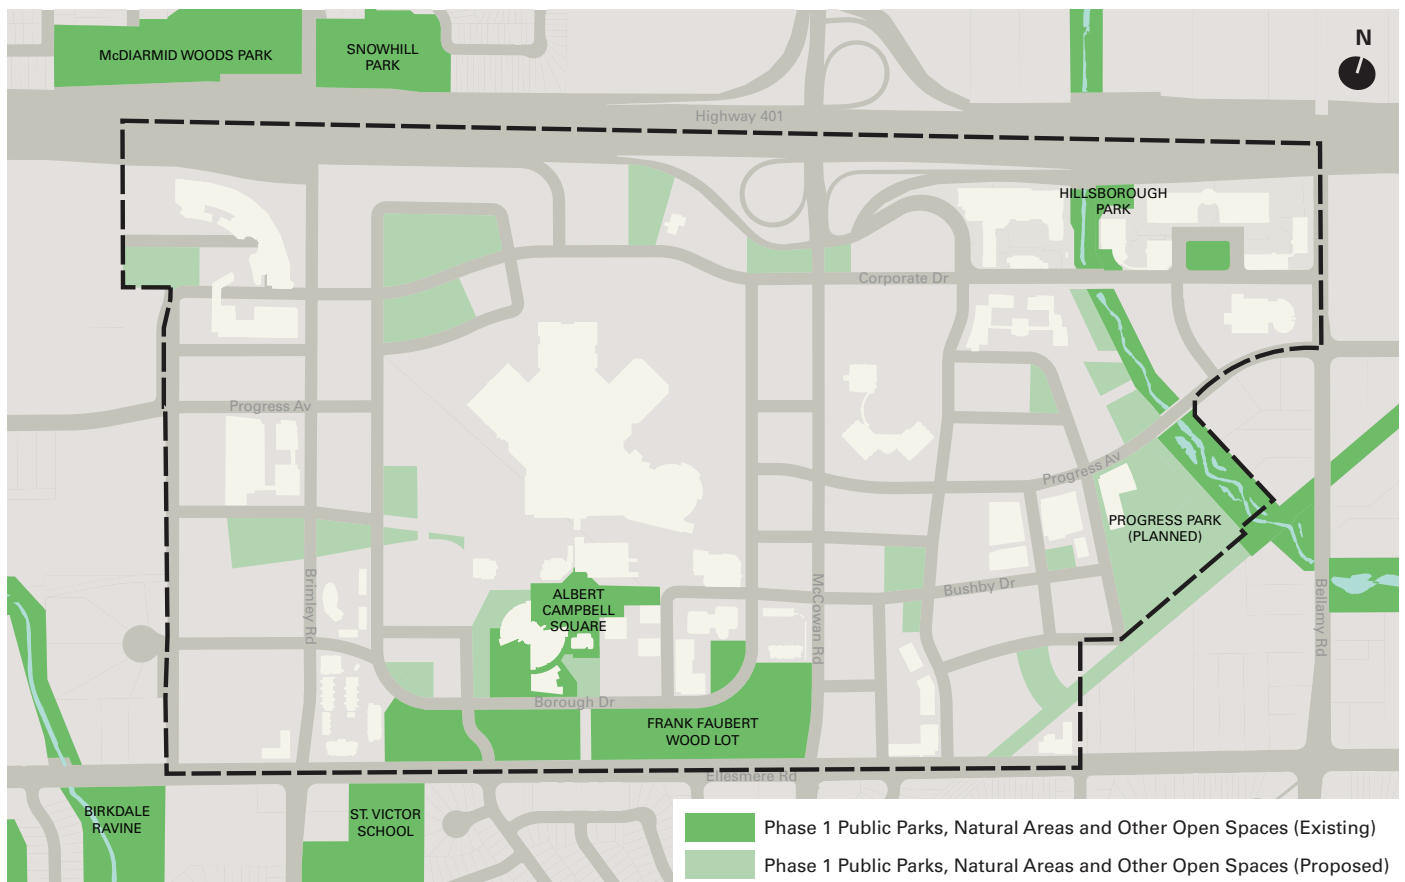 McDIARMID WOODS PARK
SNOWHILL
PARK
N
Highway 401
HILLSBOROUGH
PARK
Corporate Dr
Progress Av
Progress Av
PROGRESS PARK
(PLANNED)
Brimley Rd
McCowan Rd
Bushby Dr
Bellamy Rd
ALBERT
CAMPBELL
SQUARE
Borough Dr
FRANK FAUBERT
WOOD LOT
Ellesmere Rd
BIRKDALE
RAVINE
ST. VICTOR
SCHOOL
Phase 1 Public Parks, Natural Areas and Other Open Spaces (Existing)
Phase 1 Public Parks, Natural Areas and Other Open Spaces (Proposed)